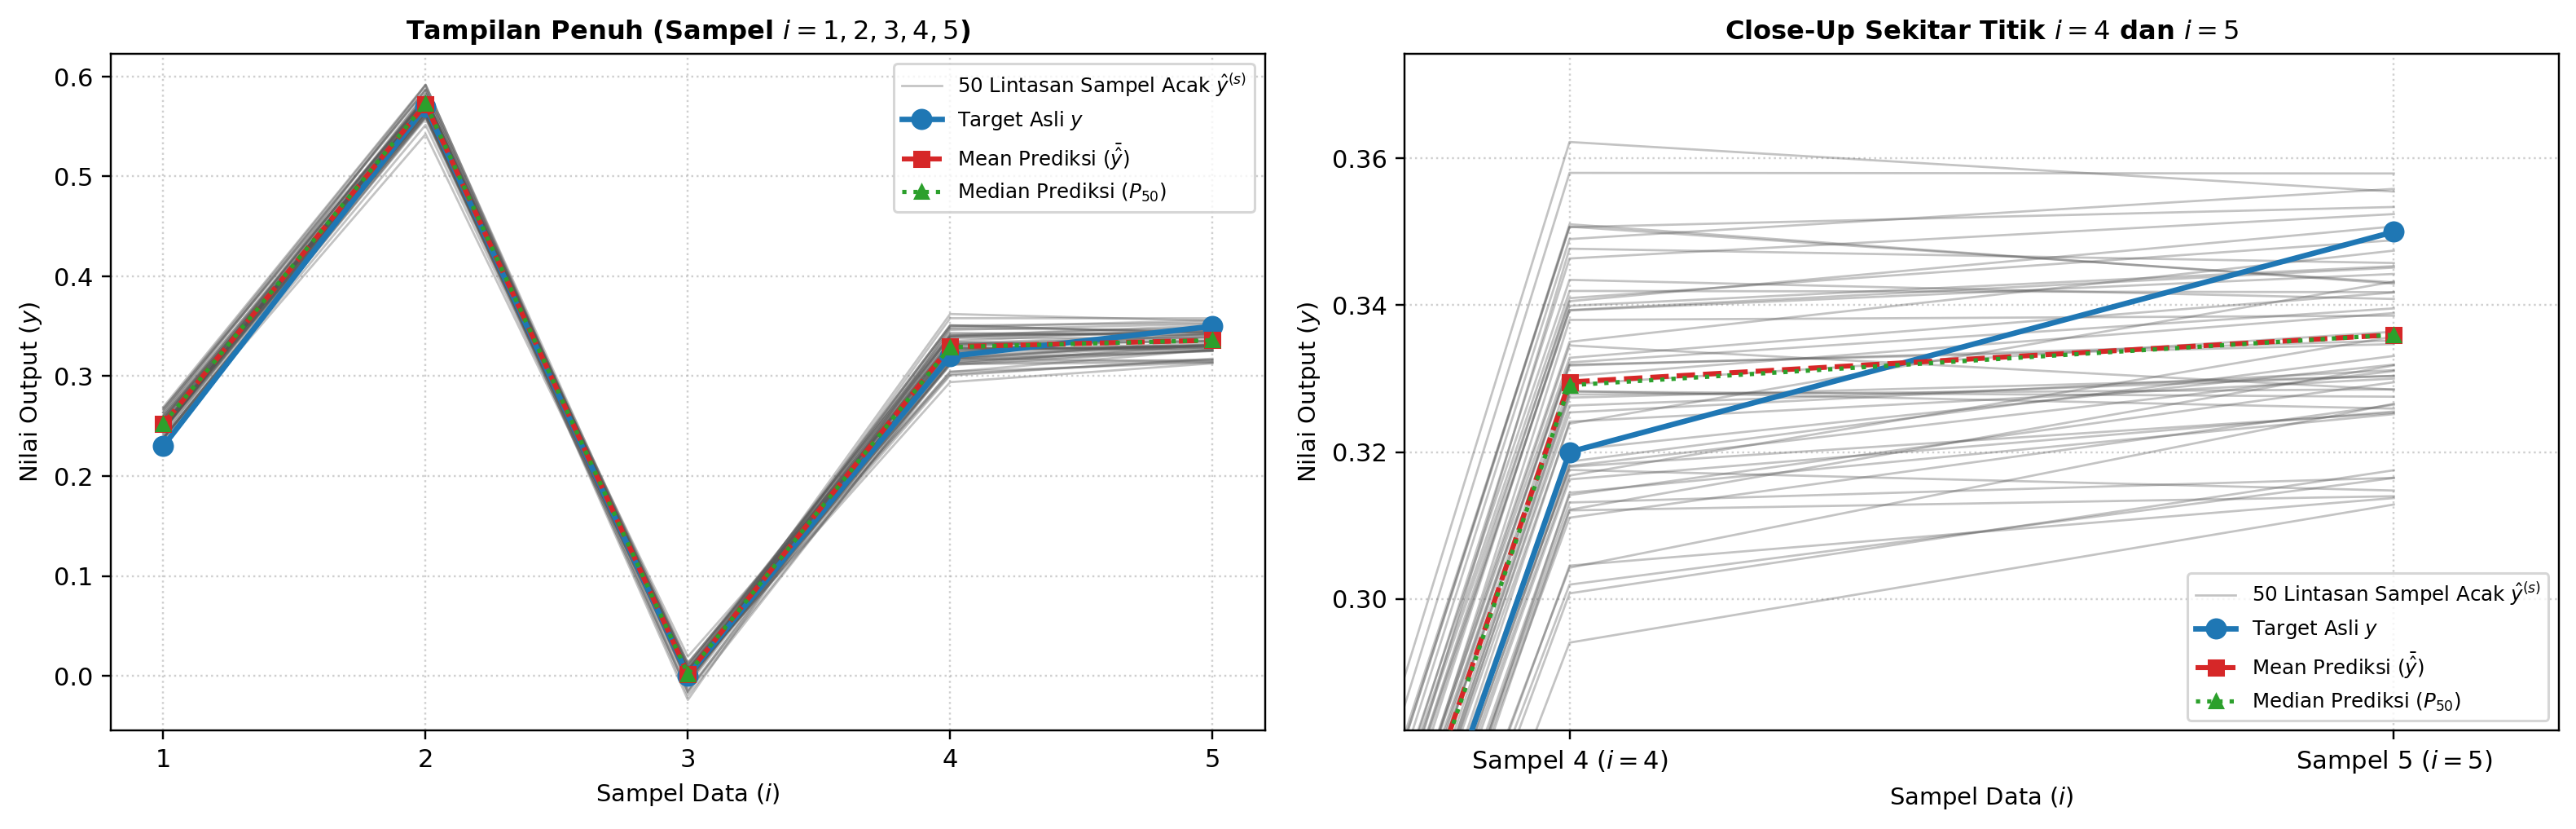 Tampilan Penuh (Sampel i = 1, 2, 3, 4, 5)
Nilai Output (y)
0.6
0.5
0.4
0.3
0.2
0.1
0.0
1 2 3 4 5
Sampel Data (i)
50 Lintasan Sampel Acak ŷ⁽ˢ⁾
Target Asli y
Mean Prediksi (ŷ̄)
Median Prediksi (P₅₀)
Close-Up Sekitar Titik i = 4 dan i = 5
Nilai Output (y)
0.36
0.34
0.32
0.30
Sampel 4 (i = 4) Sampel 5 (i = 5)
Sampel Data (i)
50 Lintasan Sampel Acak ŷ⁽ˢ⁾
Target Asli y
Mean Prediksi (ŷ̄)
Median Prediksi (P₅₀)